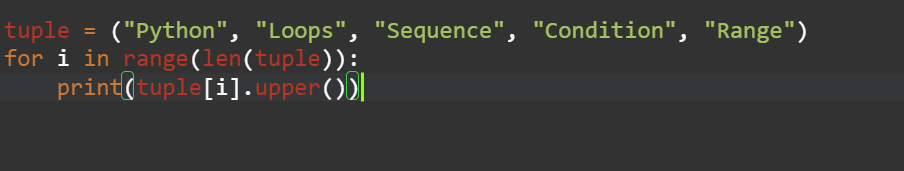 tuple = ("Python", "Loops", "Sequence", "Condition", "Range")
for i in range(len(tuple)):
    print(tuple[i].upper())